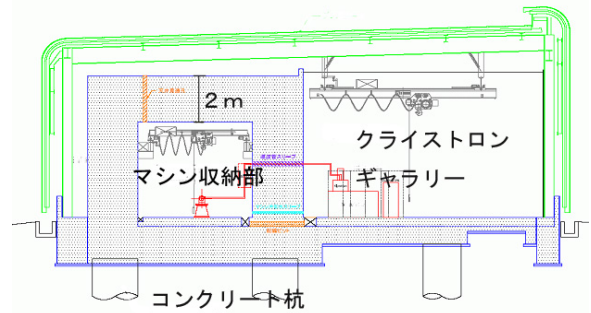 ２ｍ
クライストロン
マシン収納部
ギャラリー
コンクリート杭